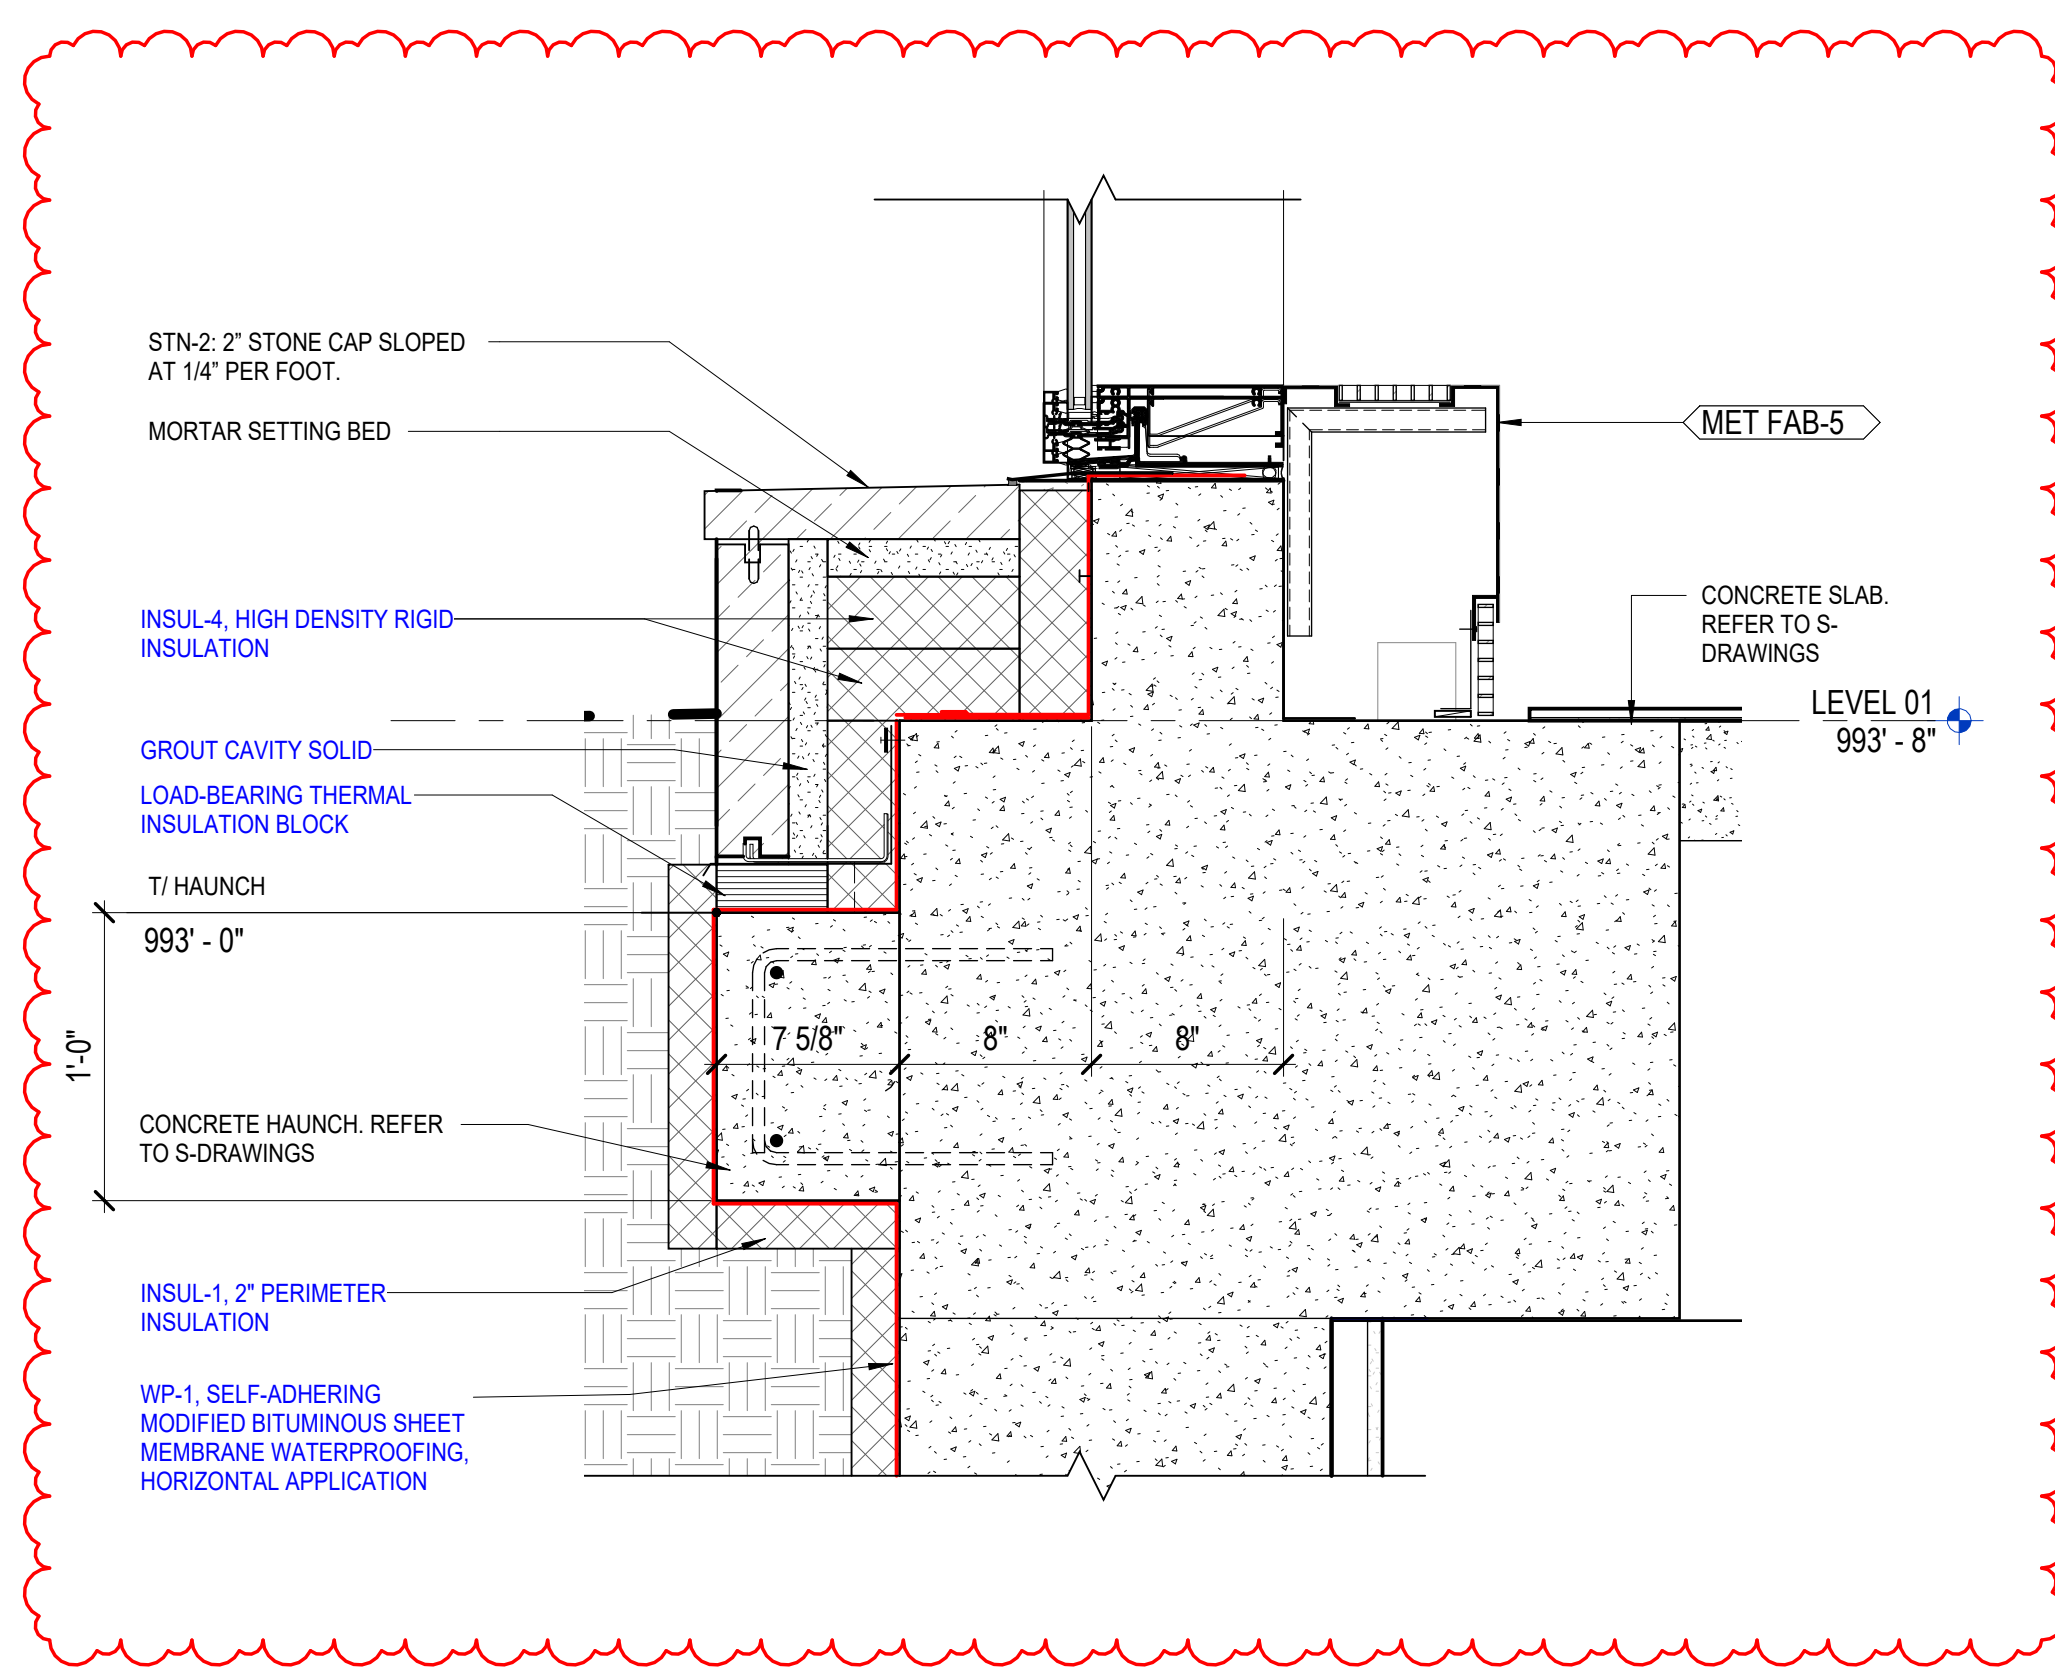 STN-2: 2” STONE CAP SLOPED
AT 1/4” PER FOOT.
MORTAR SETTING BED
MET FAB-5
INSUL-4, HIGH DENSITY RIGID
INSULATION
CONCRETE SLAB.
REFER TO S-
DRAWINGS
LEVEL 01
993' - 8"
GROUT CAVITY SOLID
LOAD-BEARING THERMAL
INSULATION BLOCK
T/ HAUNCH
993' - 0"
1'-0"
7 5/8"
8"
8"
CONCRETE HAUNCH. REFER
TO S-DRAWINGS
INSUL-1, 2" PERIMETER
INSULATION
WP-1, SELF-ADHERING
MODIFIED BITUMINOUS SHEET
MEMBRANE WATERPROOFING,
HORIZONTAL APPLICATION